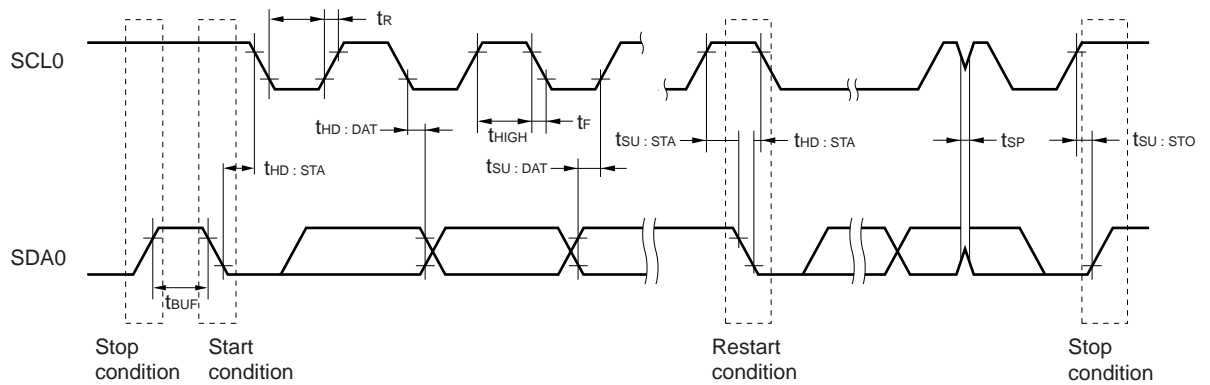 tR
SCL0
tHD : DAT
tHIGH
tF
tSU : STA
tHD : STA
tSP
tSU : STO
tHD : STA
tSU : DAT
SDA0
tBUF
Stop
condition
Start
condition
Restart
condition
Stop
condition